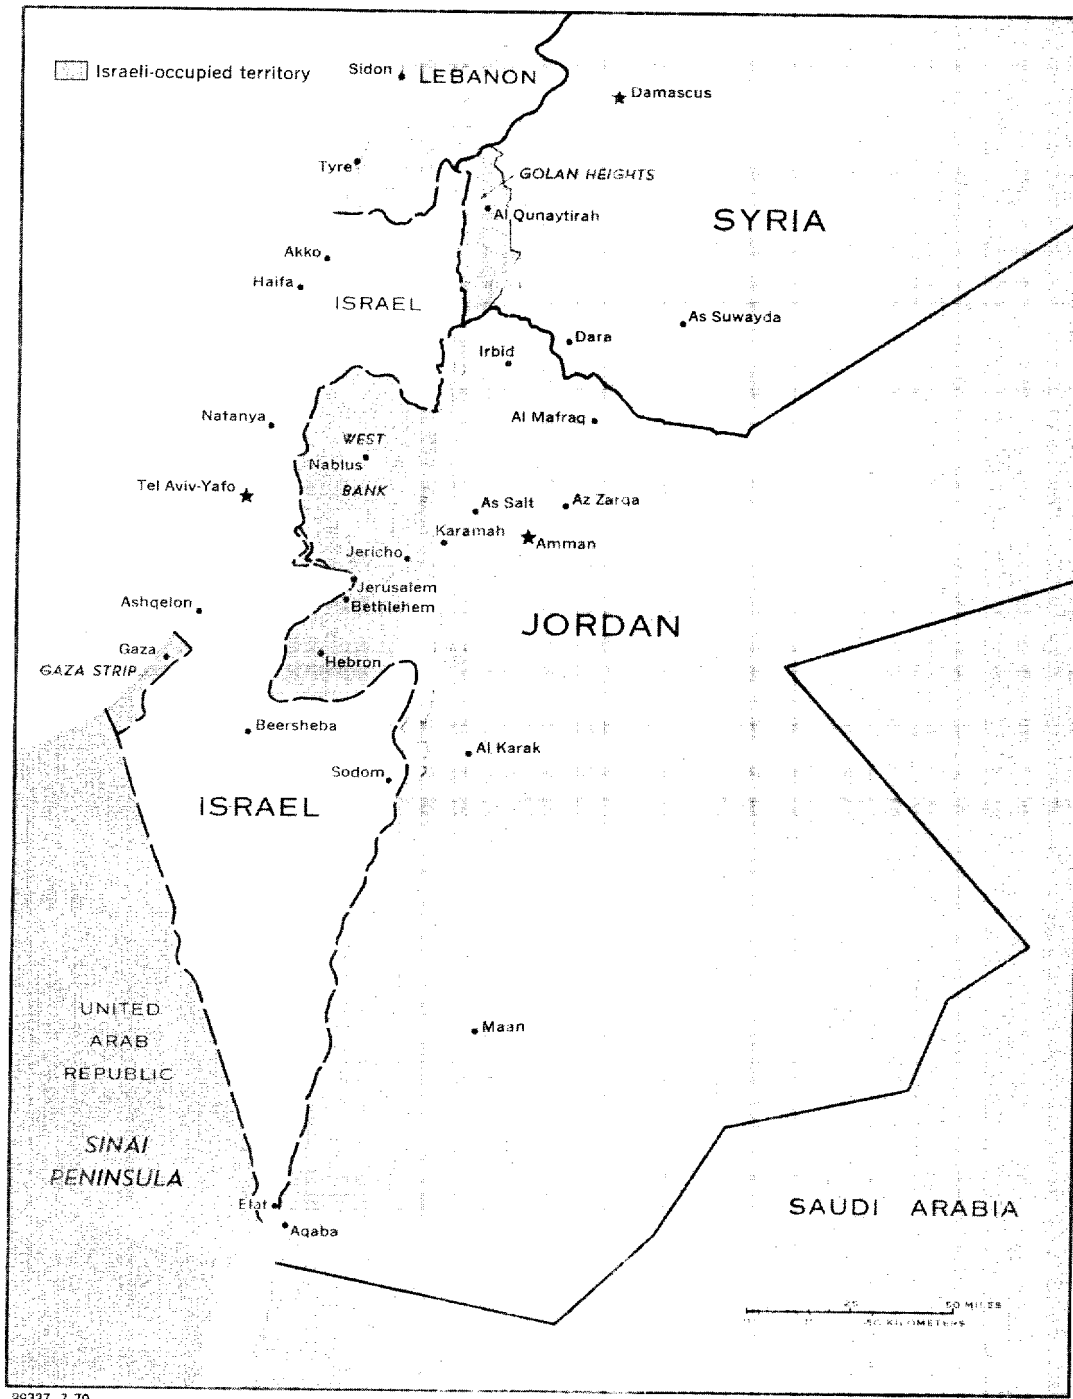 Israeli-occupied territory
Sidon
LEBANON
Damascus
Tyre
GOLAN HEIGHTS
Al Qunaytirah
SYRIA
Akko
Haifa
ISRAEL
As Suwayda
Dara
Irbid
Natanya
Al Mafraq
WEST
Nablus
BANK
Tel Aviv-Yafo
As Salt
Az Zarqa
Karamah
Amman
Jericho
Jerusalem
Bethlehem
Ashqelon
JORDAN
Gaza
GAZA STRIP
Hebron
Beersheba
Al Karak
Sodom
ISRAEL
UNITED
ARAB
REPUBLIC
Maan
SINAI
PENINSULA
Elat
Aqaba
SAUDI ARABIA
25
50 MILES
50 KILOMETERS